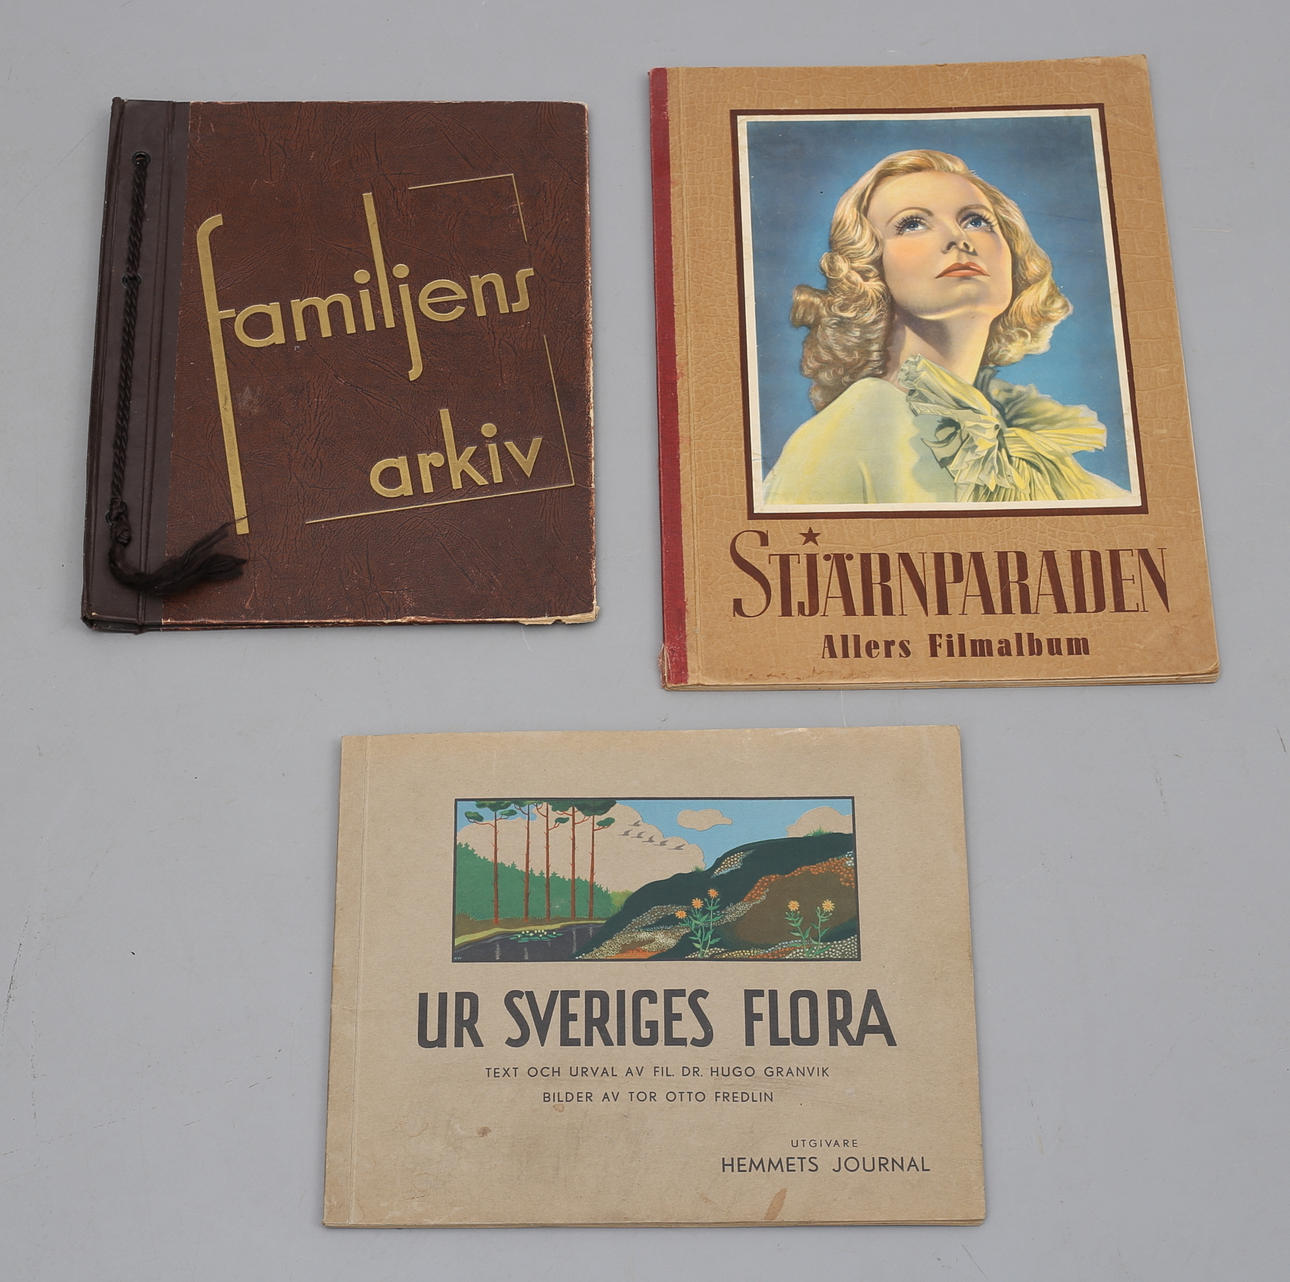 familjens
arkiv
STJÄRNPARADEN
Allers Filmalbum
UR SVERIGES FLORA
TEXT OCH URVAL AV FIL. DR. HUGO GRANVIK
BILDER AV TOR OTTO FREDLIN
UTGIVARE
HEMMETS JOURNAL